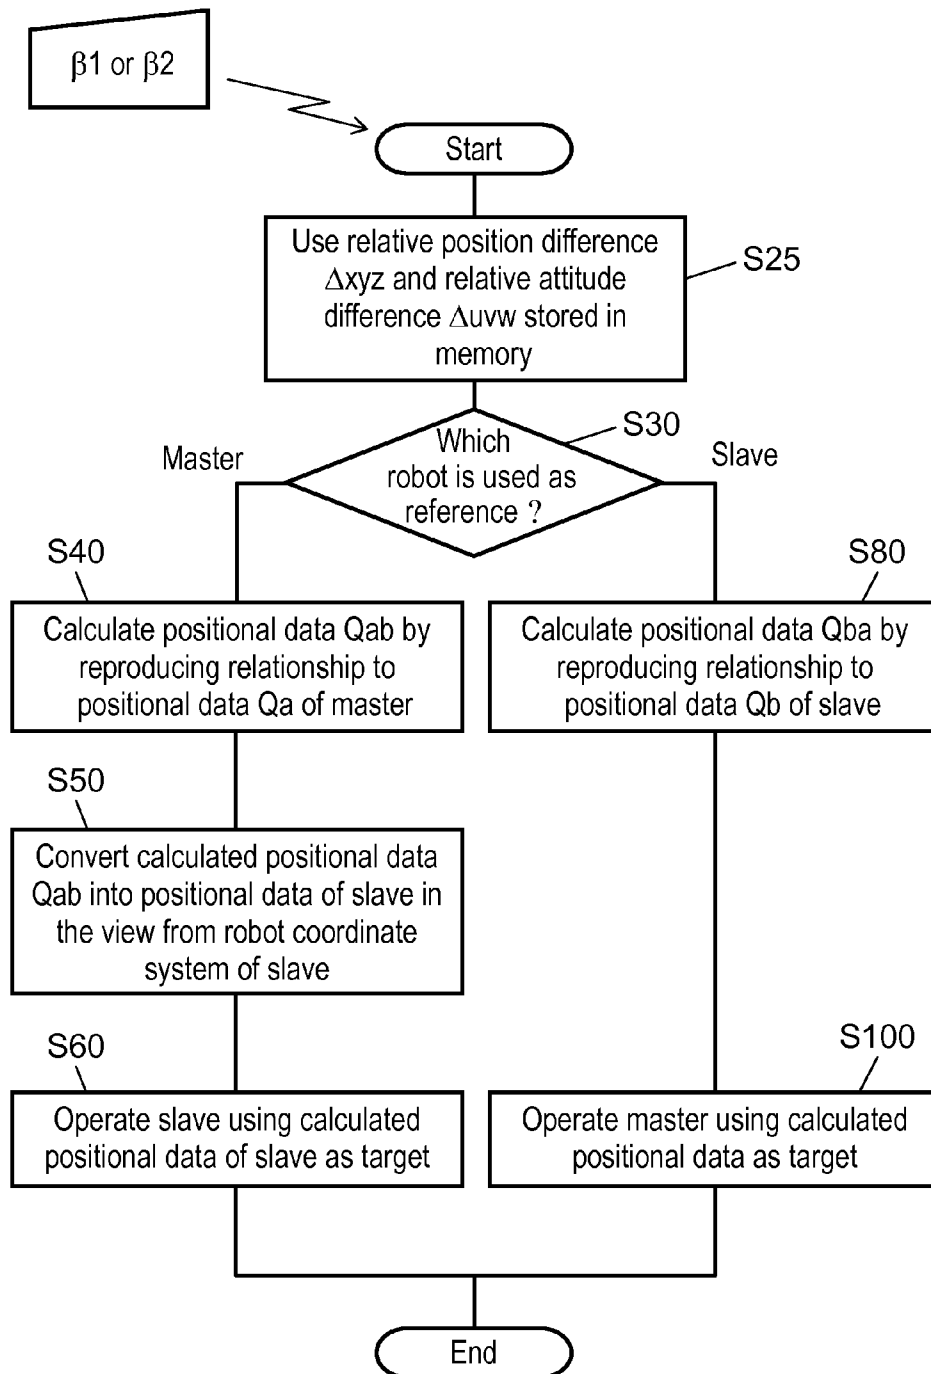 β1 or β2
Start
Use relative position difference
Δxyz and relative attitude
difference Δuvw stored in
memory
S25
Which
robot is used as
reference ?
S30
Master
Slave
S40
Calculate positional data Qab by
reproducing relationship to
positional data Qa of master
S80
Calculate positional data Qba by
reproducing relationship to
positional data Qb of slave
S50
Convert calculated positional data
Qab into positional data of slave in
the view from robot coordinate
system of slave
S60
Operate slave using calculated
positional data of slave as target
S100
Operate master using calculated
positional data as target
End